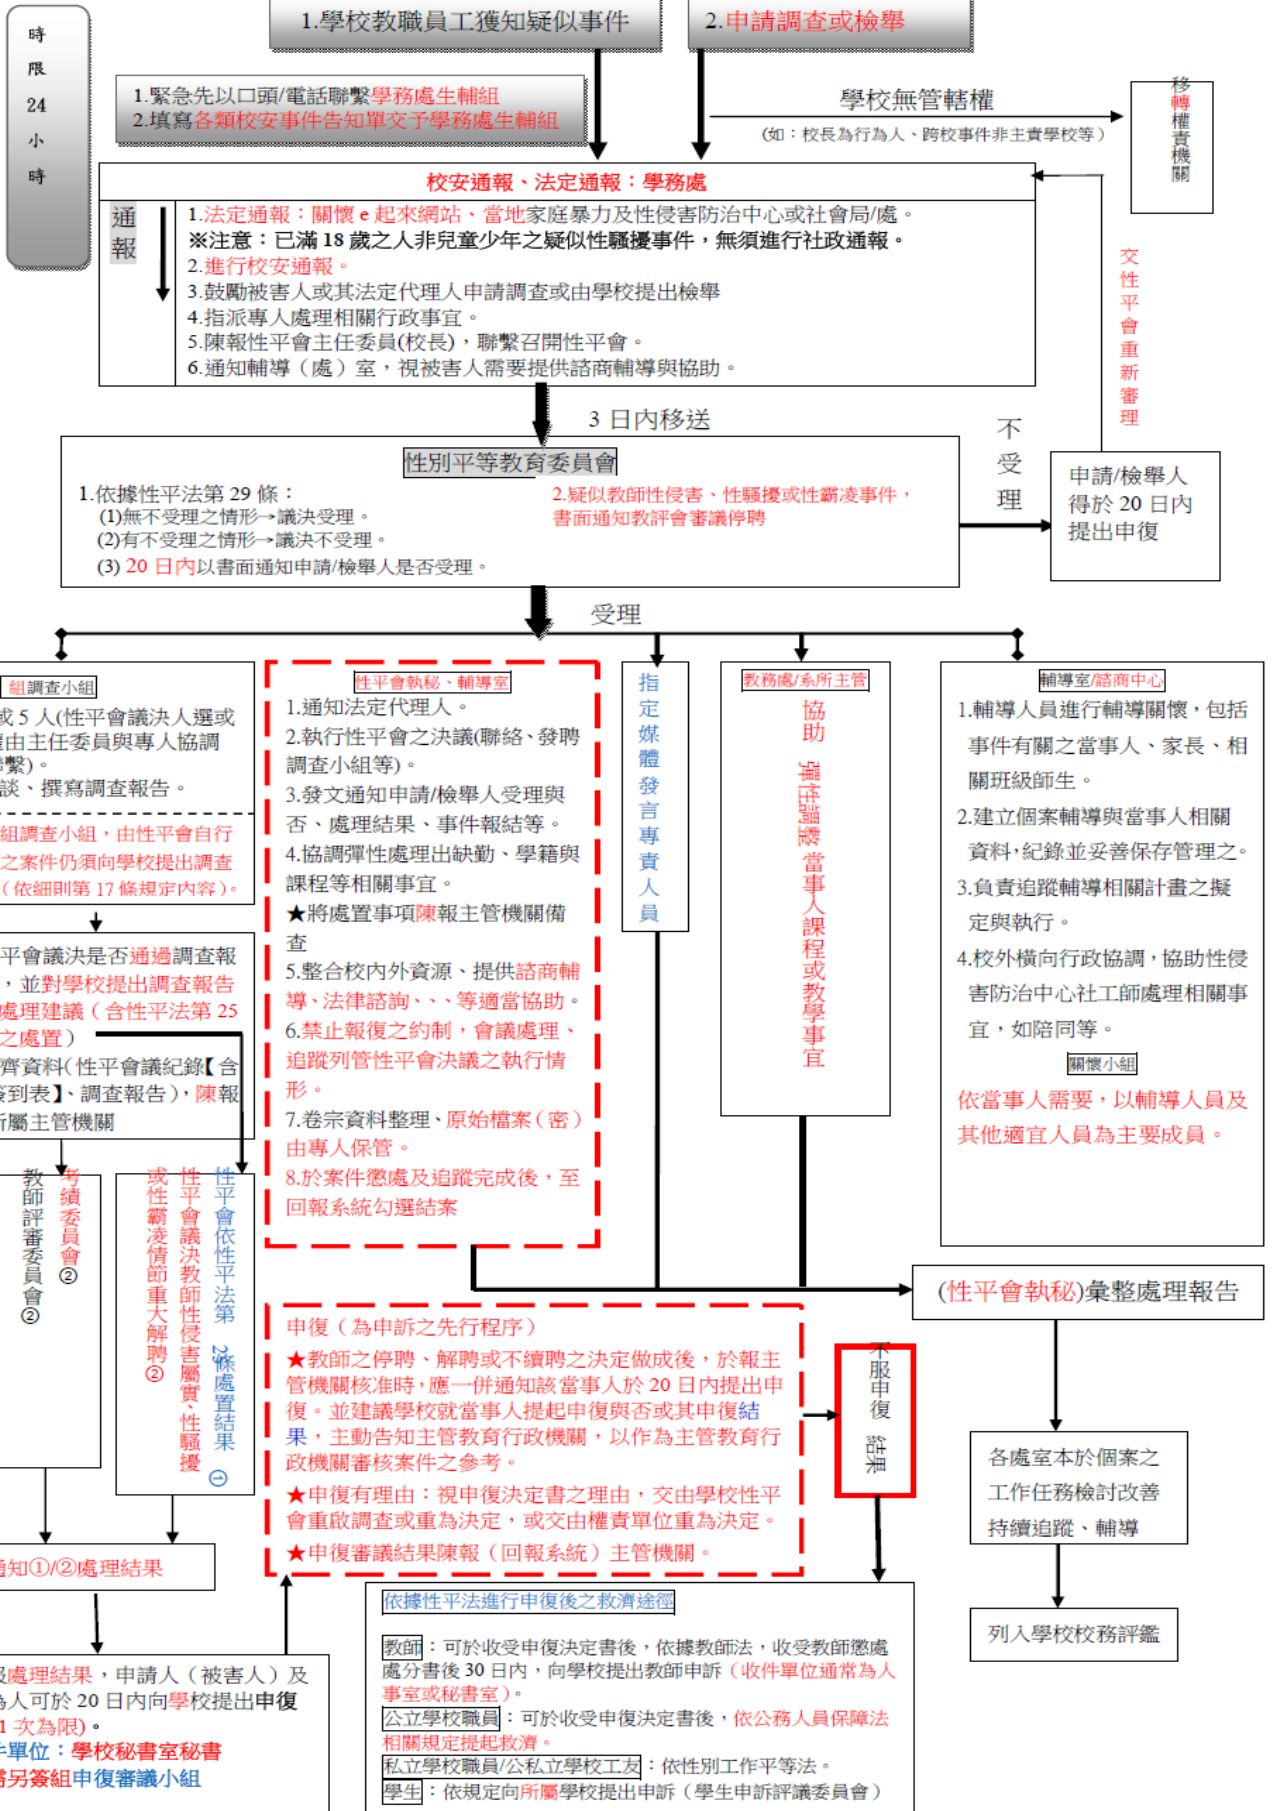 時
限
24
小
時
1.學校教職員工獲知疑似事件
2.申請調查或檢舉
1.緊急先以口頭/電話聯繫學務處生輔組
2.填寫各類校安事件告知單交予學務處生輔組
學校無管轄權
(如：校長為行為人、跨校事件非主責學校等)
移轉權責機關
校安通報、法定通報：學務處
通報
1.法定通報：關懷 e 起來網站、當地家庭暴力及性侵害防治中心或社會局/處。
※注意：已滿 18 歲之人非兒童少年之疑似性騷擾事件，無須進行社政通報。
2.進行校安通報。
3.鼓勵被害人或其法定代理人申請調查或由學校提出檢舉
4.指派專人處理相關行政事宜。
5.陳報性平會主任委員(校長)，聯繫召開性平會。
6.通知輔導（處）室，視被害人需要提供諮商輔導與協助。
交性平會重新審理
3 日內移送
性別平等教育委員會
1.依據性平法第 29 條：
(1)無不受理之情形→議決受理。
(2)有不受理之情形→議決不受理。
(3) 20 日內以書面通知申請/檢舉人是否受理。
2.疑似教師性侵害、性騷擾或性霸凌事件，
書面通知教評會審議停聘
不受理
申請/檢舉人
得於 20 日內
提出申復
受理
組調查小組
或 5 人(性平會議決人選或
由主任委員與專人協調
繫)。
談、撰寫調查報告。
組調查小組，由性平會自行
之案件仍須向學校提出調查
（依細則第 17 條規定內容）。
平會議決是否通過調查報
，並對學校提出調查報告
處理建議（含性平法第 25
之處置）
齊資料(性平會議紀錄【含
簽到表】、調查報告)，陳報
所屬主管機關
考績委員會②
教師評審委員會②
性平會依性平法第 25條處置結果①
性平會議決教師性侵害屬實、性騷擾
或性霸凌情節重大解聘②
通知①/②處理結果
處理結果，申請人（被害人）及
為人可於 20 日內向學校提出申復
1 次為限)。
件單位：學校秘書室秘書
需另簽組申復審議小組
性平會執秘、輔導室
1.通知法定代理人。
2.執行性平會之決議(聯絡、發聘
調查小組等)。
3.發文通知申請/檢舉人受理與
否、處理結果、事件報結等。
4.協調彈性處理出缺勤、學籍與
課程等相關事宜。
★將處置事項陳報主管機關備
查
5.整合校內外資源、提供諮商輔
導、法律諮詢、、、等適當協助。
6.禁止報復之約制，會議處理、
追蹤列管性平會決議之執行情
形。
7.卷宗資料整理、原始檔案（密）
由專人保管。
8.於案件懲處及追蹤完成後，至
回報系統勾選結案
指定媒體發言專責人員
教務處/系所主管
協助 彈性調整 當事人課程或教學事宜
輔導室/諮商中心
1.輔導人員進行輔導關懷，包括
事件有關之當事人、家長、相
關班級師生。
2.建立個案輔導與當事人相關
資料，紀錄並妥善保存管理之。
3.負責追蹤輔導相關計畫之擬
定與執行。
4.校外橫向行政協調，協助性侵
害防治中心社工師處理相關事
宜，如陪同等。
關懷小組
依當事人需要，以輔導人員及
其他適宜人員為主要成員。
(性平會執秘)彙整處理報告
申復（為申訴之先行程序）
★教師之停聘、解聘或不續聘之決定做成後，於報主
管機關核准時，應一併通知該當事人於 20 日內提出申
復。並建議學校就當事人提起申復與否或其申復結
果，主動告知主管教育行政機關，以作為主管教育行
政機關審核案件之參考。
★申復有理由：視申復決定書之理由，交由學校性平
會重啟調查或重為決定，或交由權責單位重為決定。
★申復審議結果陳報（回報系統）主管機關。
不服申復 結果
各處室本於個案之
工作任務檢討改善
持續追蹤、輔導
列入學校校務評鑑
依據性平法進行申復後之救濟途徑
教師：可於收受申復決定書後，依據教師法，收受教師懲處
處分書後 30 日內，向學校提出教師申訴（收件單位通常為人
事室或秘書室）。
公立學校職員：可於收受申復決定書後，依公務人員保障法
相關規定提起救濟。
私立學校職員/公私立學校工友：依性別工作平等法。
學生：依規定向所屬學校提出申訴（學生申訴評議委員會）